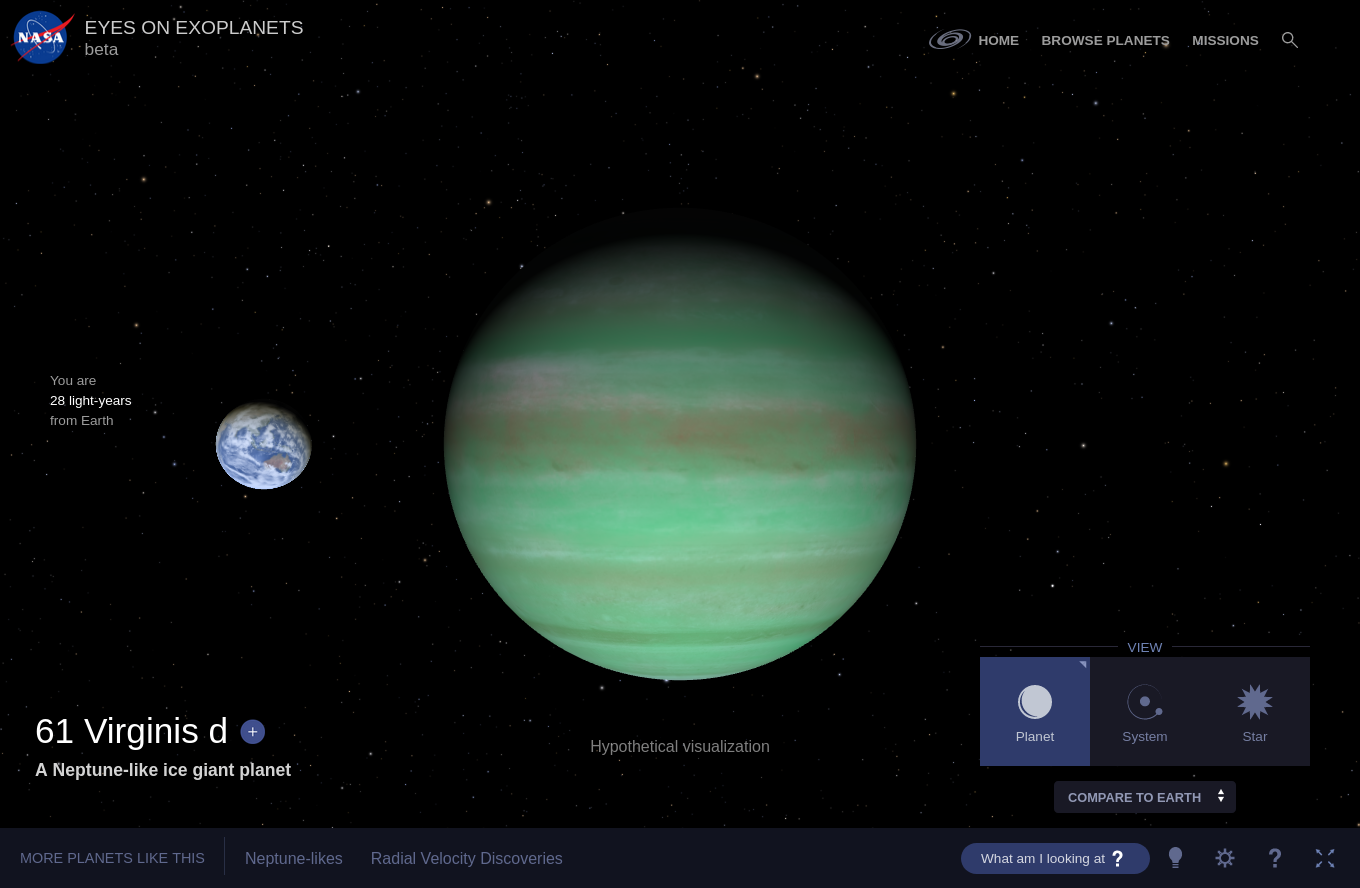 NASA
EYES ON EXOPLANETS
beta
HOME BROWSE PLANETS MISSIONS
You are
28 light-years
from Earth
VIEW
Planet System Star
61 Virginis d +
A Neptune-like ice giant planet
Hypothetical visualization
COMPARE TO EARTH
MORE PLANETS LIKE THIS Neptune-likes Radial Velocity Discoveries What am I looking at ? ?